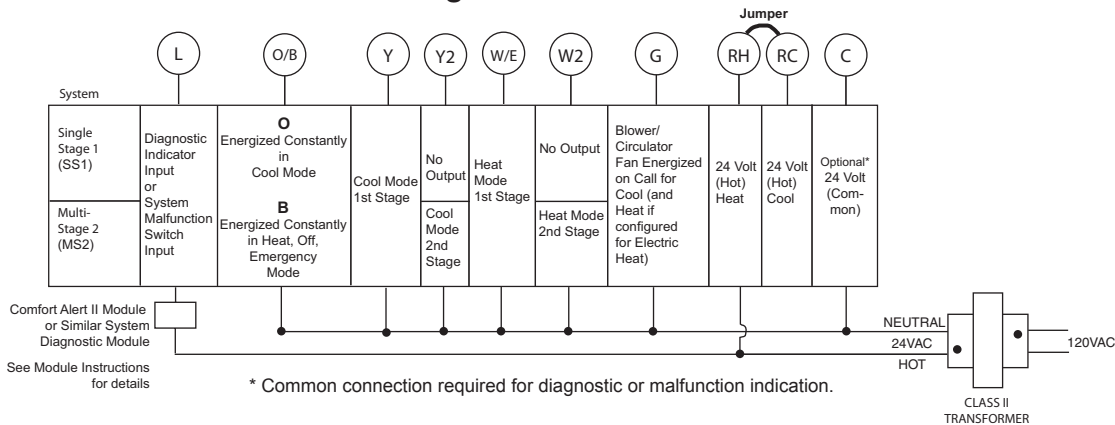 Jumper
L
O/B
Y
Y2
W/E
W2
G
RH
RC
C
System
Single
Stage 1
(SS1)
Multi-
Stage 2
(MS2)
Diagnostic
Indicator
Input
or
System
Malfunction
Switch
Input
O
Energized Constantly
in
Cool Mode
B
Energized Constantly
in Heat, Off,
Emergency
Mode
Cool Mode
1st Stage
No
Output
Cool
Mode
2nd
Stage
Heat
Mode
1st Stage
No Output
Heat Mode
2nd Stage
Blower/
Circulator
Fan Energized
on Call for
Cool (and
Heat if
configured
for Electric
Heat)
24 Volt
(Hot)
Heat
24 Volt
(Hot)
Cool
Optional*
24 Volt
(Com-
mon)
Comfort Alert II Module
or Similar System
Diagnostic Module
See Module Instructions
for details
NEUTRAL
24VAC
HOT
120VAC
CLASS II
TRANSFORMER
* Common connection required for diagnostic or malfunction indication.